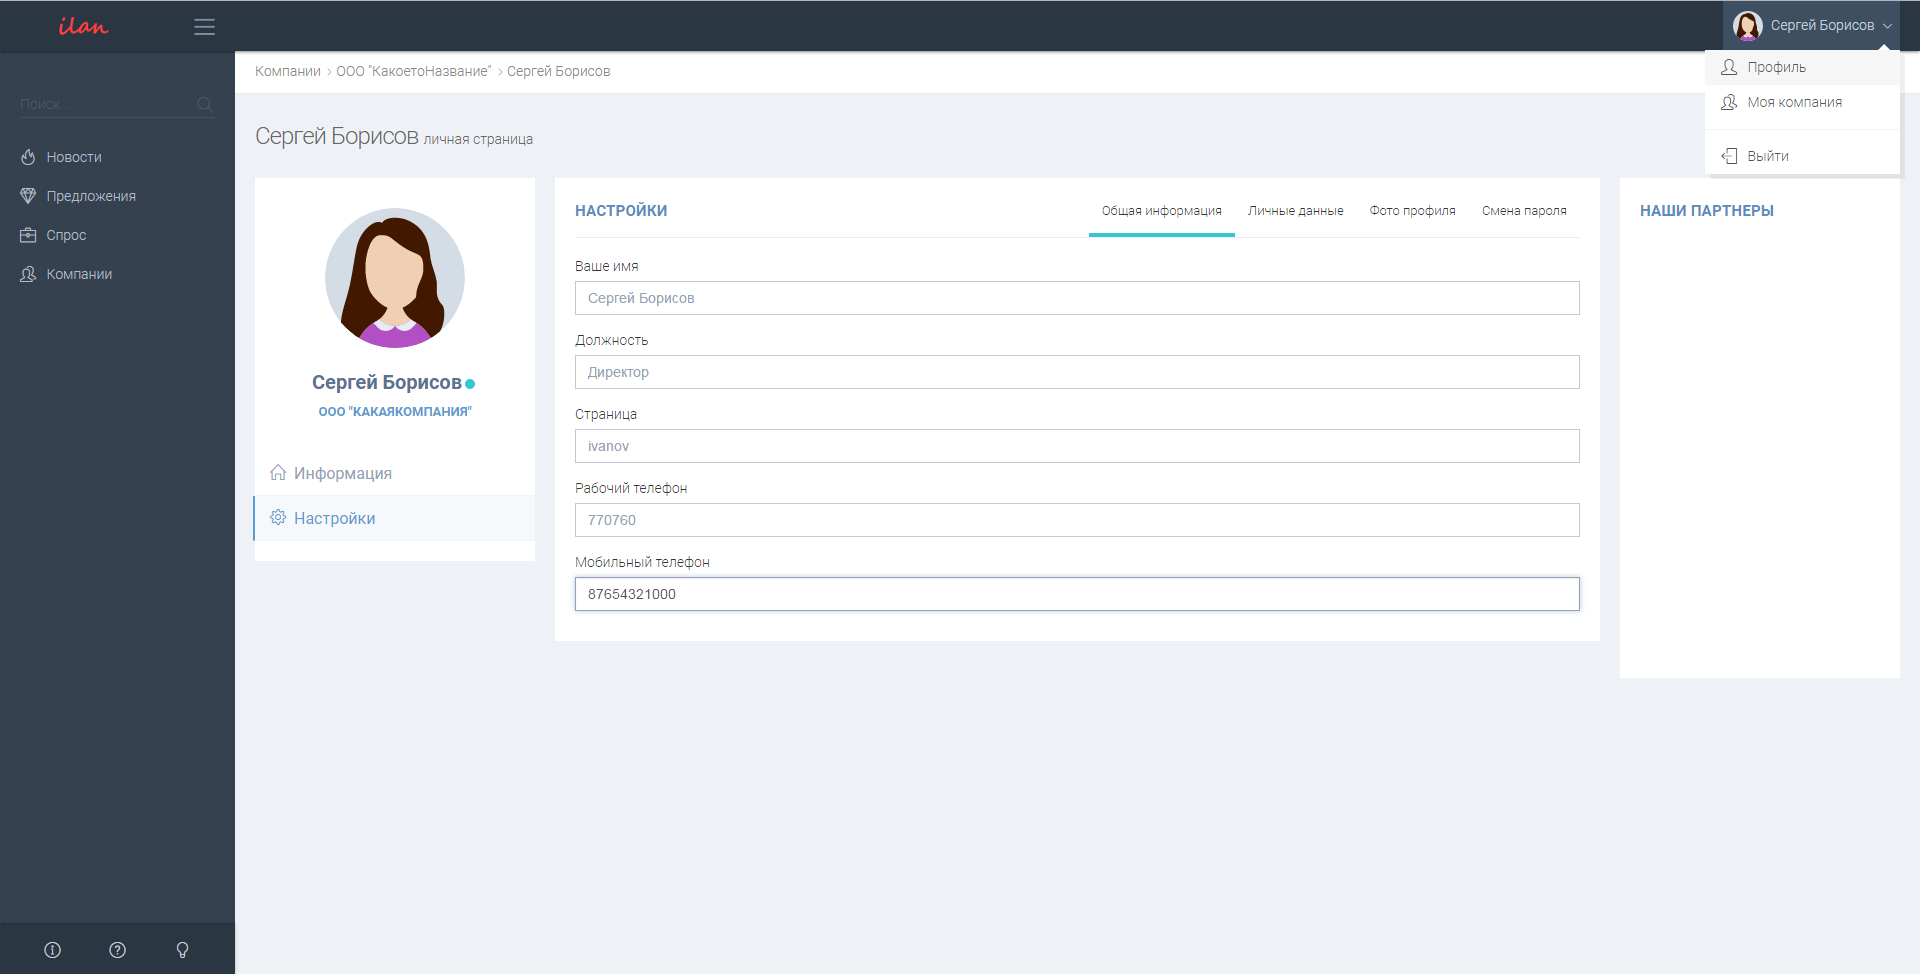 ilan
Сергей Борисов
Профиль
Моя компания
Выйти
Поиск...
Новости
Предложения
Спрос
Компании
Компании > ООО "КакоетоНазвание" > Сергей Борисов
Сергей Борисов личная страница
Сергей Борисов
ООО "КАКАЯКОМПАНИЯ"
Информация
Настройки
НАСТРОЙКИ
Общая информация Личные данные Фото профиля Смена пароля
Ваше имя
Сергей Борисов
Должность
Директор
Страница
ivanov
Рабочий телефон
770760
Мобильный телефон
87654321000
НАШИ ПАРТНЕРЫ